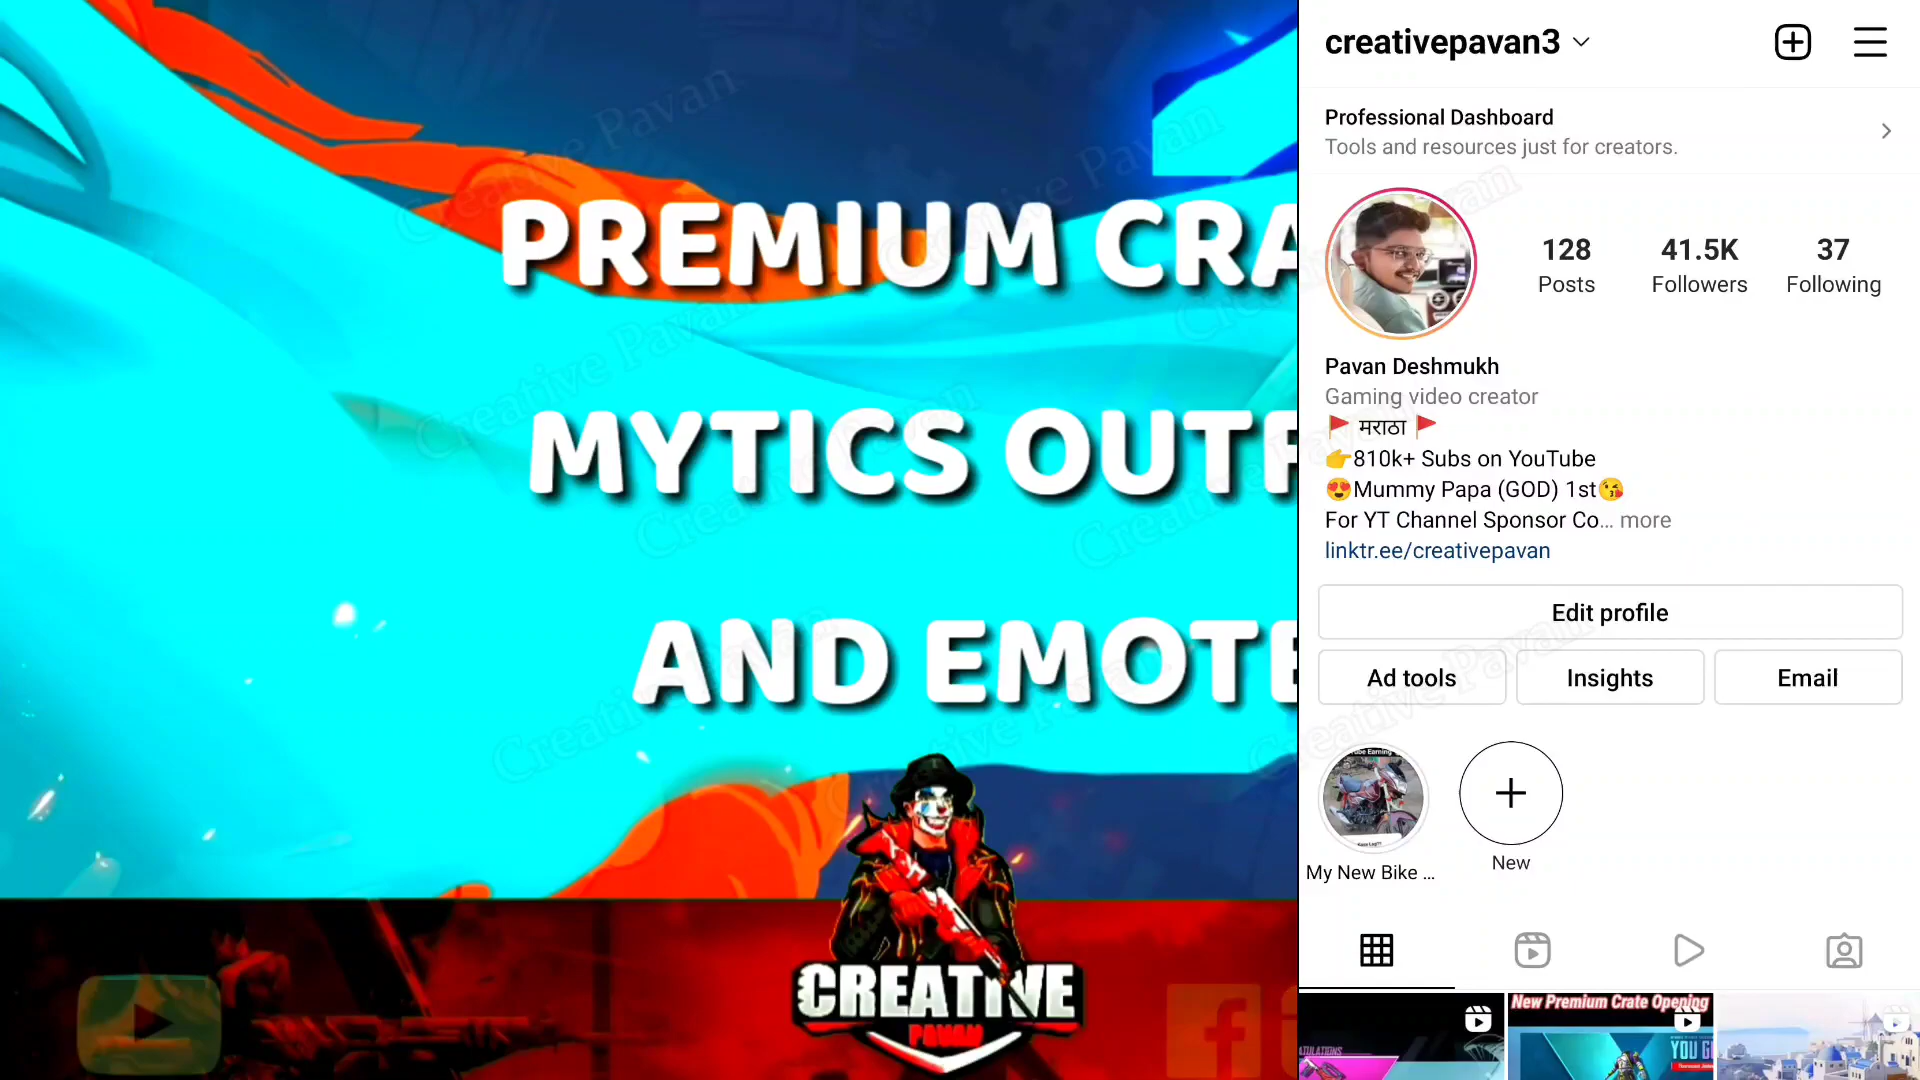 PREMIUM CRA
MYTICS OUTF
AND EMOTE
CREATIVE
PAVAN
creativepavan3
Professional Dashboard
Tools and resources just for creators.
128
Posts
41.5K
Followers
37
Following
Pavan Deshmukh
Gaming video creator
🚩 मराठा 🚩
👉810k+ Subs on YouTube
😍Mummy Papa (GOD) 1st😘
For YT Channel Sponsor Co... more
linktr.ee/creativepavan
Edit profile
Ad tools
Insights
Email
My New Bike ...
New
New Premium Crate Opening
YOU G
Creative Pavan